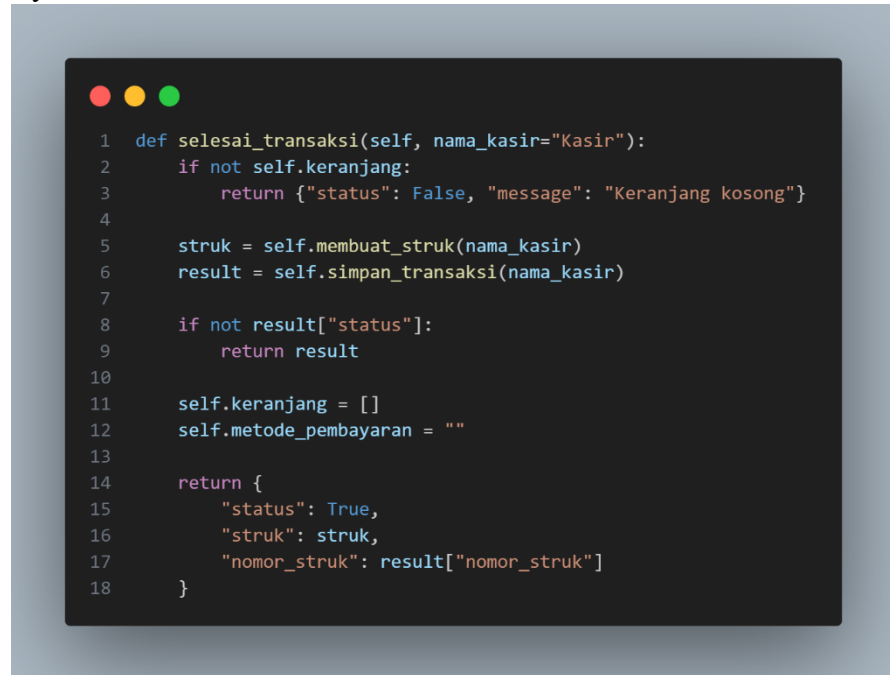 1 def selesai_transaksi(self, nama_kasir="Kasir"):
2     if not self.keranjang:
3         return {"status": False, "message": "Keranjang kosong"}
4
5     struk = self.membuat_struk(nama_kasir)
6     result = self.simpan_transaksi(nama_kasir)
7
8     if not result["status"]:
9         return result
10
11     self.keranjang = []
12     self.metode_pembayaran = ""
13
14     return {
15         "status": True,
16         "struk": struk,
17         "nomor_struk": result["nomor_struk"]
18     }